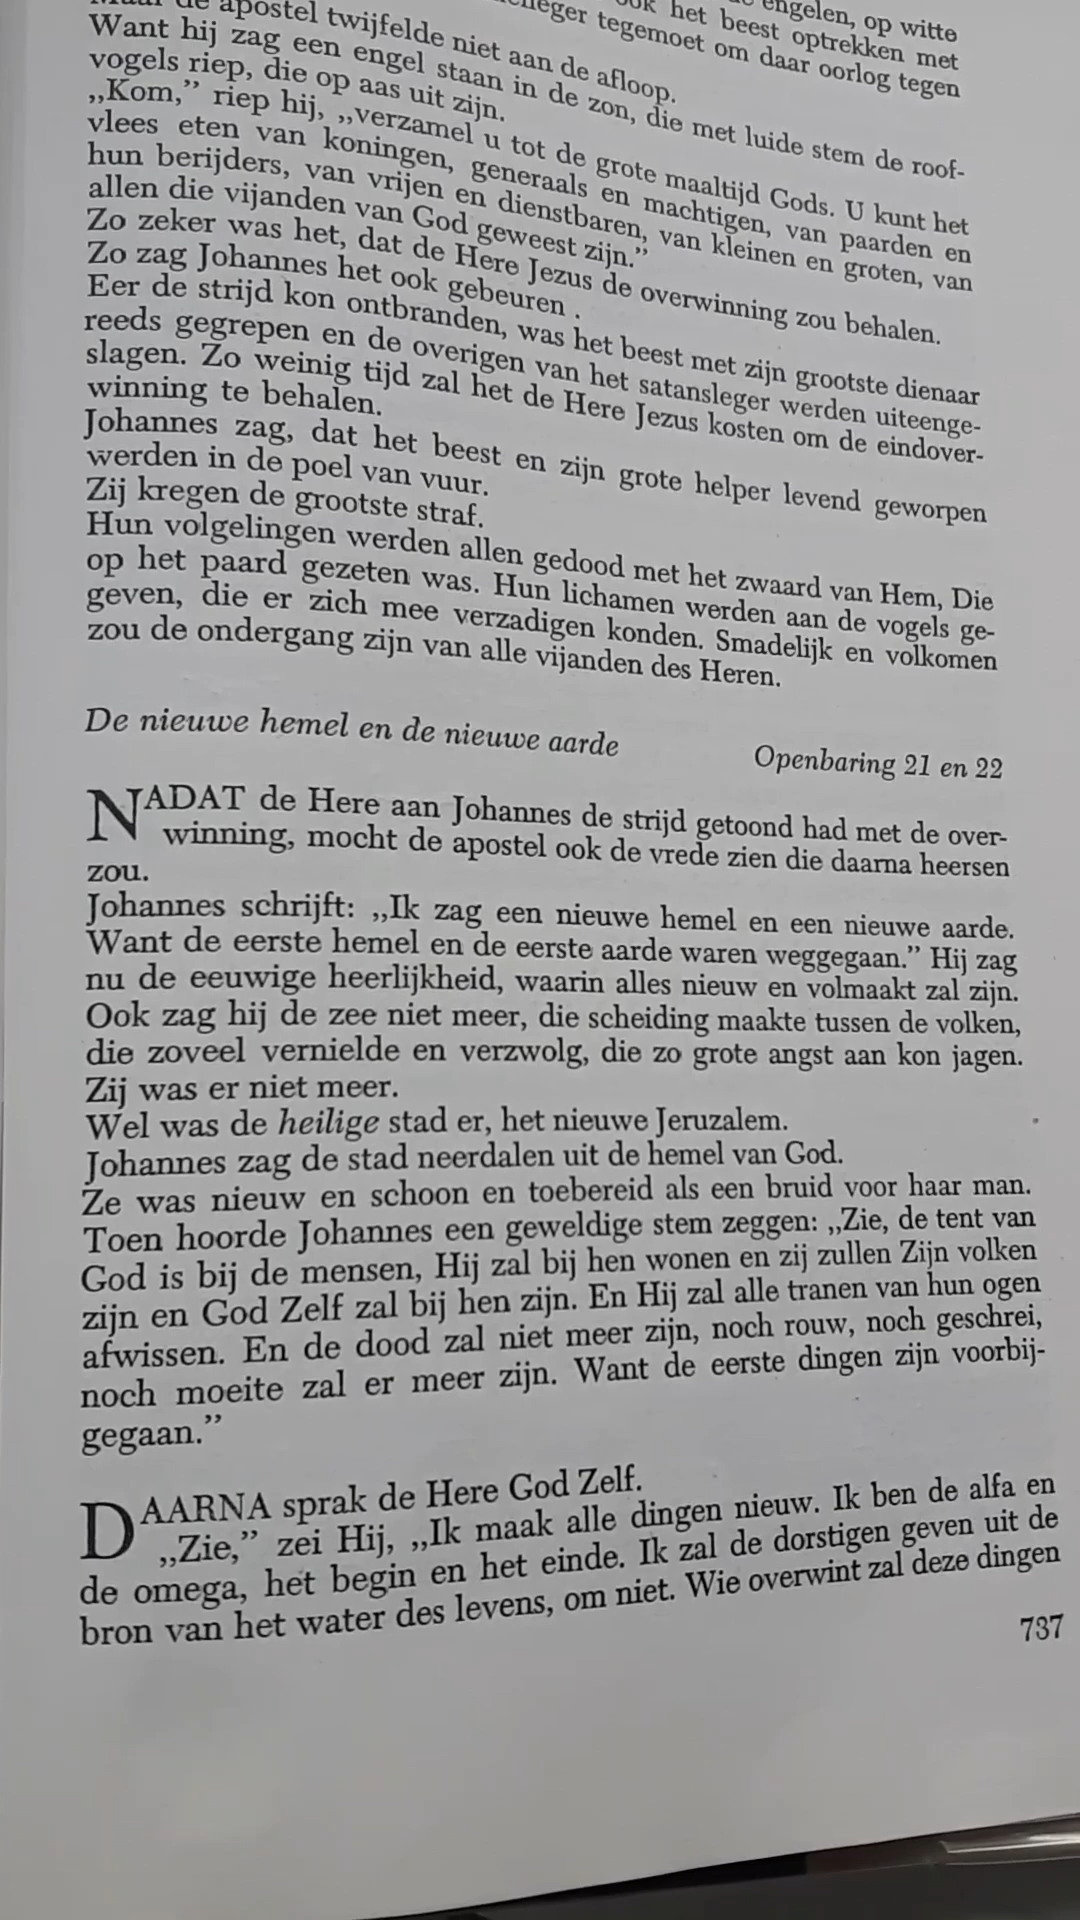 engelen, op witte
ook het beest optrekken met
tegemoet om daar oorlog tegen
apostel twijfelde niet aan de afloop.
Want hij zag een engel staan in de zon, die met luide stem de roof-
vogels riep, die op aas uit zijn.
„Kom,” riep hij, „verzamel u tot de grote maaltijd Gods. U kunt het
vlees eten van koningen, generaals en machtigen, van paarden en
hun berijders, van vrijen en dienstbaren, van kleinen en groten, van
allen die vijanden van God geweest zijn.”
Zo zeker was het, dat de Here Jezus de overwinning zou behalen.
Zo zag Johannes het ook gebeuren .
Eer de strijd kon ontbranden, was het beest met zijn grootste dienaar
reeds gegrepen en de overigen van het satansleger werden uiteenge-
slagen. Zo weinig tijd zal het de Here Jezus kosten om de eindover-
winning te behalen.
Johannes zag, dat het beest en zijn grote helper levend geworpen
werden in de poel van vuur.
Zij kregen de grootste straf.
Hun volgelingen werden allen gedood met het zwaard van Hem, Die
op het paard gezeten was. Hun lichamen werden aan de vogels ge-
geven, die er zich mee verzadigen konden. Smadelijk en volkomen
zou de ondergang zijn van alle vijanden des Heren.
De nieuwe hemel en de nieuwe aarde Openbaring 21 en 22
NADAT de Here aan Johannes de strijd getoond had met de over-
winning, mocht de apostel ook de vrede zien die daarna heersen
zou.
Johannes schrijft: „Ik zag een nieuwe hemel en een nieuwe aarde.
Want de eerste hemel en de eerste aarde waren weggegaan.” Hij zag
nu de eeuwige heerlijkheid, waarin alles nieuw en volmaakt zal zijn.
Ook zag hij de zee niet meer, die scheiding maakte tussen de volken,
die zoveel vernielde en verzwolg, die zo grote angst aan kon jagen.
Zij was er niet meer.
Wel was de heilige stad er, het nieuwe Jeruzalem.
Johannes zag de stad neerdalen uit de hemel van God.
Ze was nieuw en schoon en toebereid als een bruid voor haar man.
Toen hoorde Johannes een geweldige stem zeggen: „Zie, de tent van
God is bij de mensen, Hij zal bij hen wonen en zij zullen Zijn volken
zijn en God Zelf zal bij hen zijn. En Hij zal alle tranen van hun ogen
afwissen. En de dood zal niet meer zijn, noch rouw, noch geschrei,
noch moeite zal er meer zijn. Want de eerste dingen zijn voorbij-
gegaan.”
DAARNA sprak de Here God Zelf.
„Zie,” zei Hij, „Ik maak alle dingen nieuw. Ik ben de alfa en
de omega, het begin en het einde. Ik zal de dorstigen geven uit de
bron van het water des levens, om niet. Wie overwint zal deze dingen
737